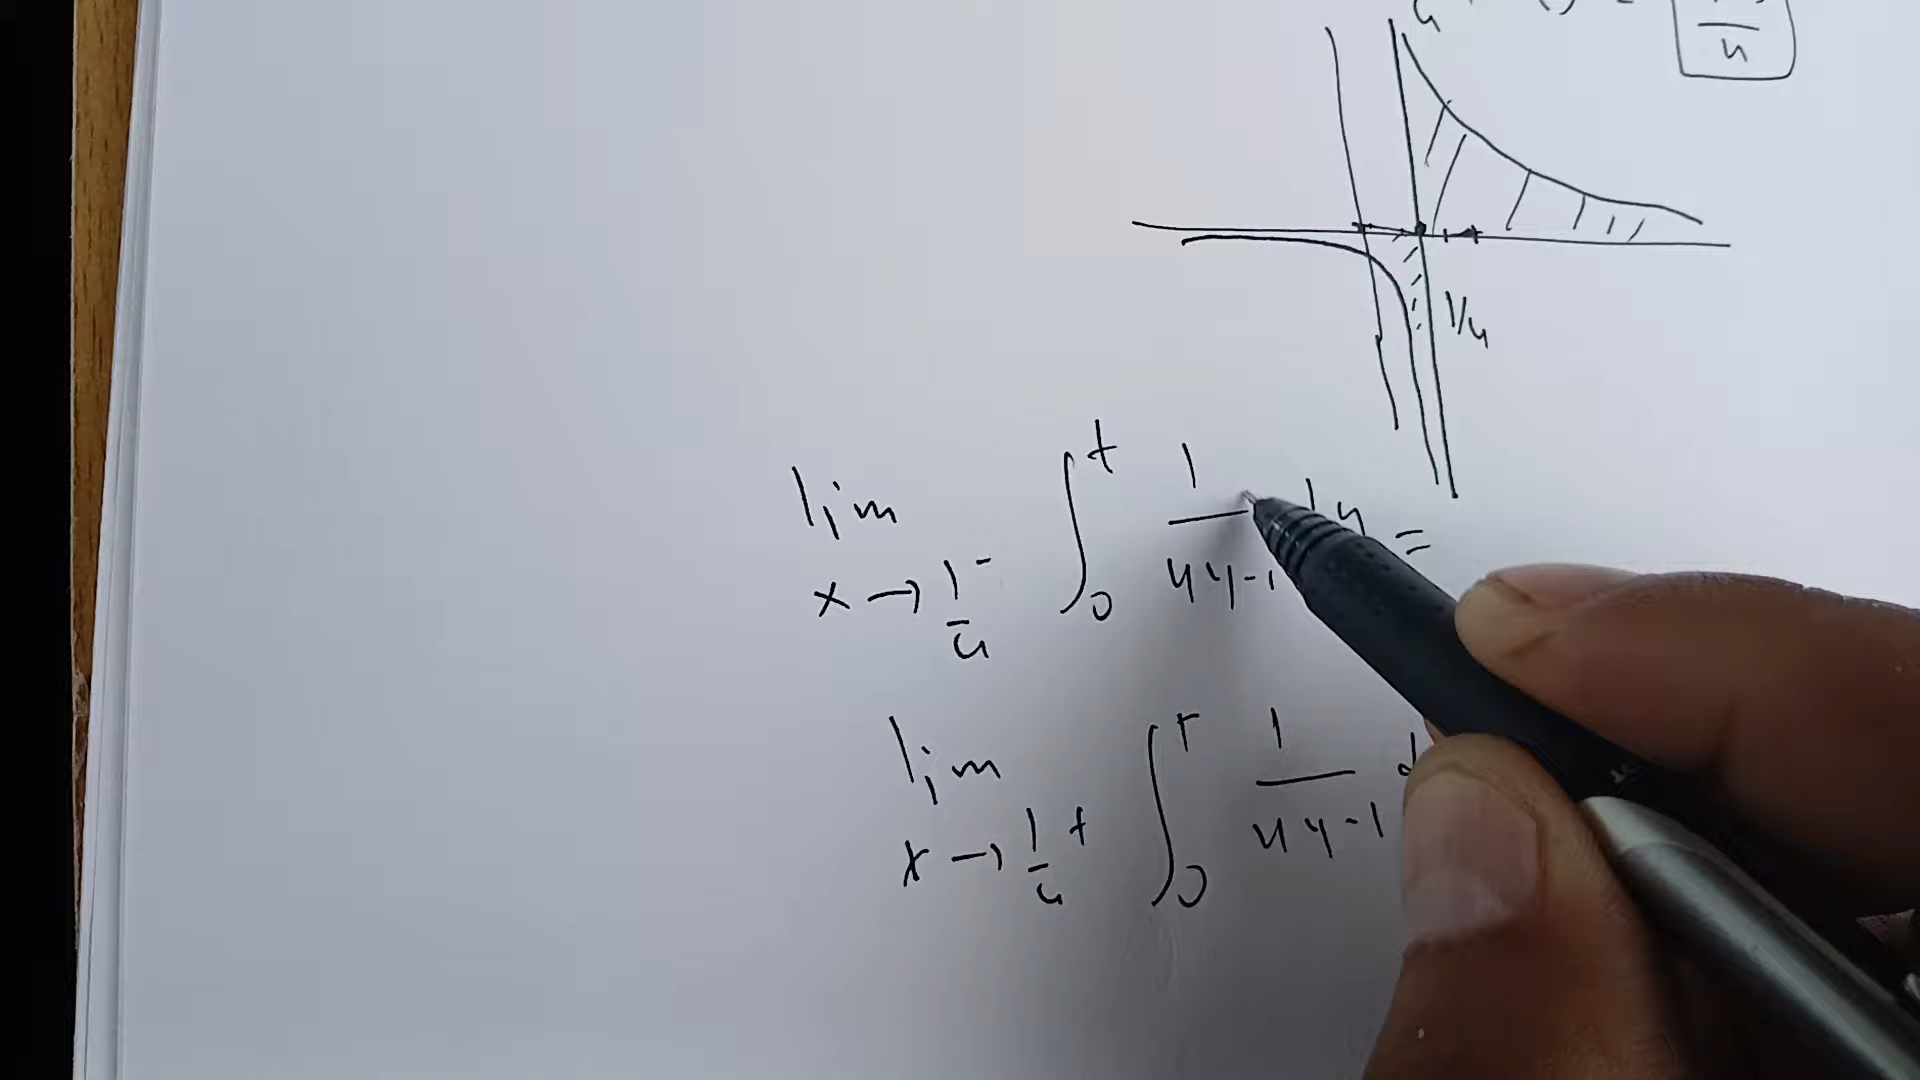 1/4
lim ∫₀ᵗ 1/(4y-1) dy =
x → 1/4⁻
lim ∫₀ᵗ 1/(4y-1) d
x → 1/4⁺